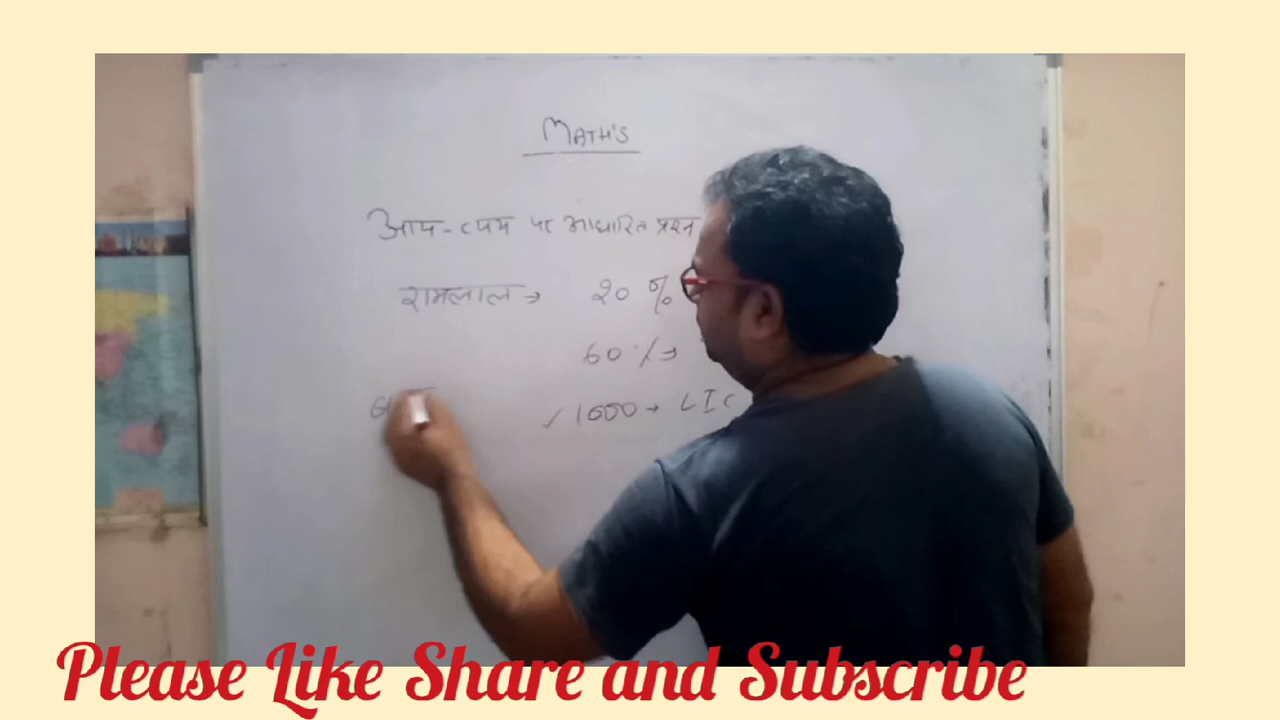 MATH'S
आय-व्यय पर आधारित प्रश्न
रामलाल → 20 %
60 % →
✓ 1000 → LIC
Please Like Share and Subscribe